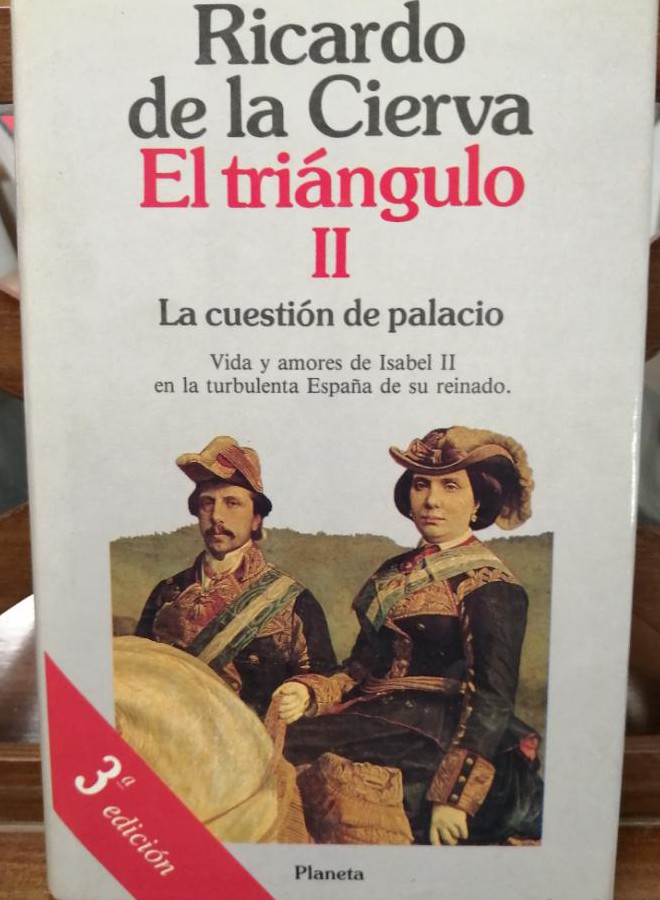 Ricardo
de la Cierva
El triángulo
II
La cuestión de palacio
Vida y amores de Isabel II
en la turbulenta España de su reinado.
3ª
edición
Planeta